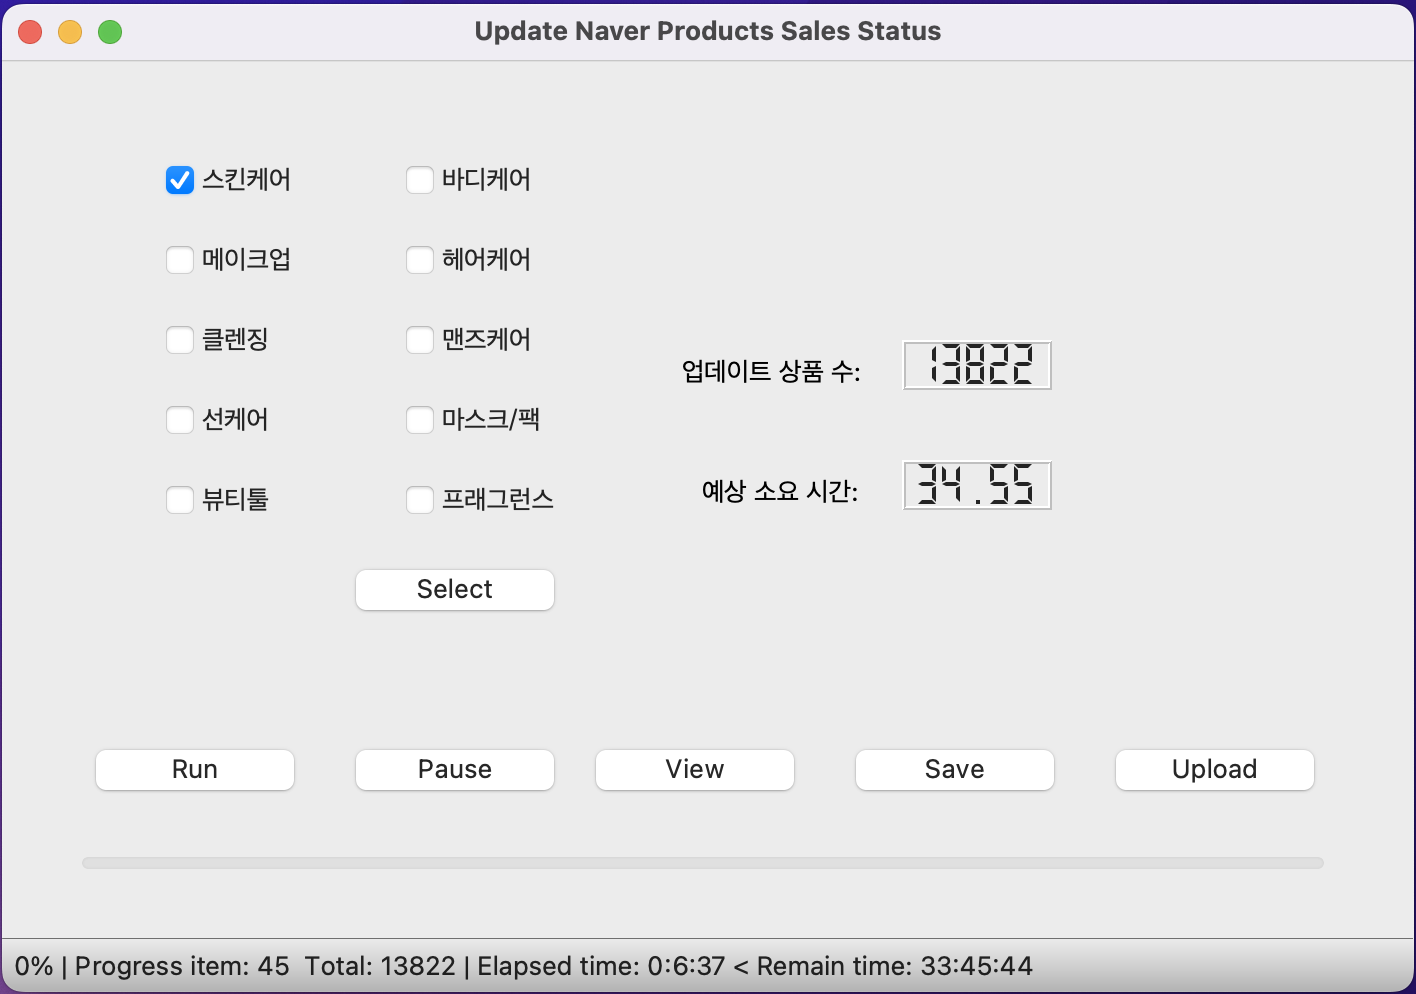 Update Naver Products Sales Status
스킨케어 바디케어
메이크업 헤어케어
클렌징 맨즈케어
선케어 마스크/팩
뷰티툴 프래그런스
업데이트 상품 수: 13822
예상 소요 시간: 34.55
Select
Run Pause View Save Upload
0% | Progress item: 45 Total: 13822 | Elapsed time: 0:6:37 < Remain time: 33:45:44